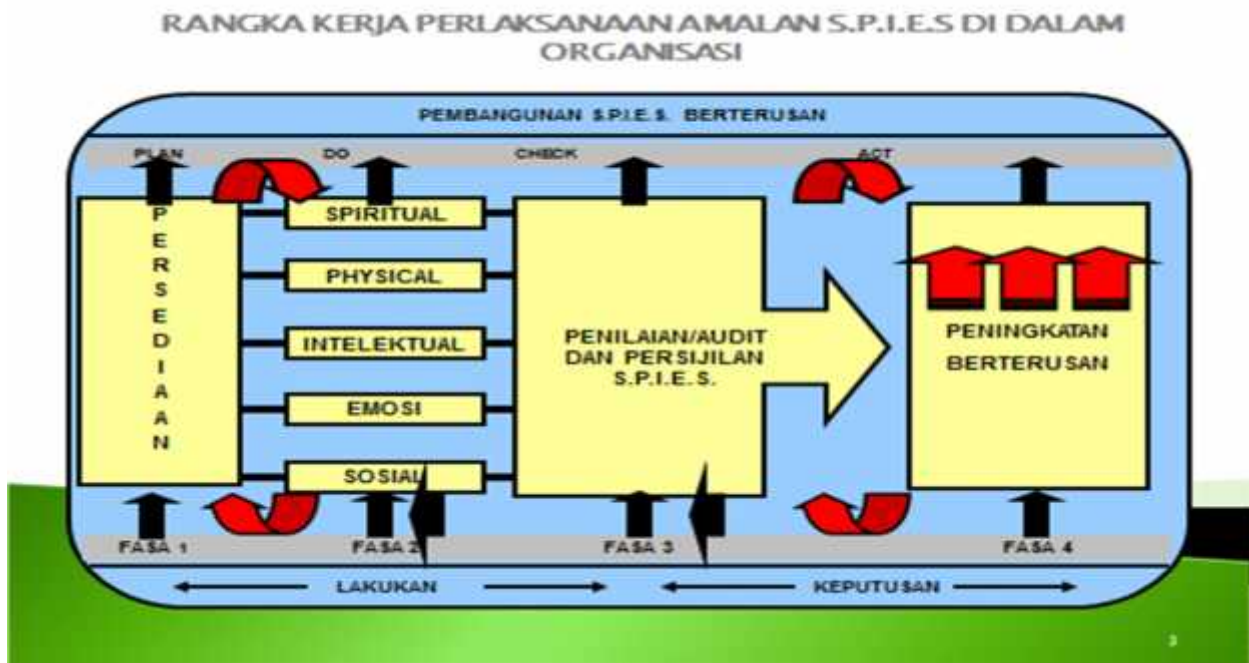 RANGKA KERJA PERLAKSANAAN AMALAN S.P.I.E.S DI DALAM
ORGANISASI
PEMBANGUNAN S.P.I.E.S. BERTERUSAN
PLAN DO CHECK ACT
PERSEDIAAN
SPIRITUAL
PHYSICAL
INTELEKTUAL
EMOSI
SOSIAL
PENILAIAN/AUDIT
DAN PERSIJILAN
S.P.I.E.S.
PENINGKATAN
BERTERUSAN
FASA 1 FASA 2 FASA 3 FASA 4
LAKUKAN KEPUTUSAN
3